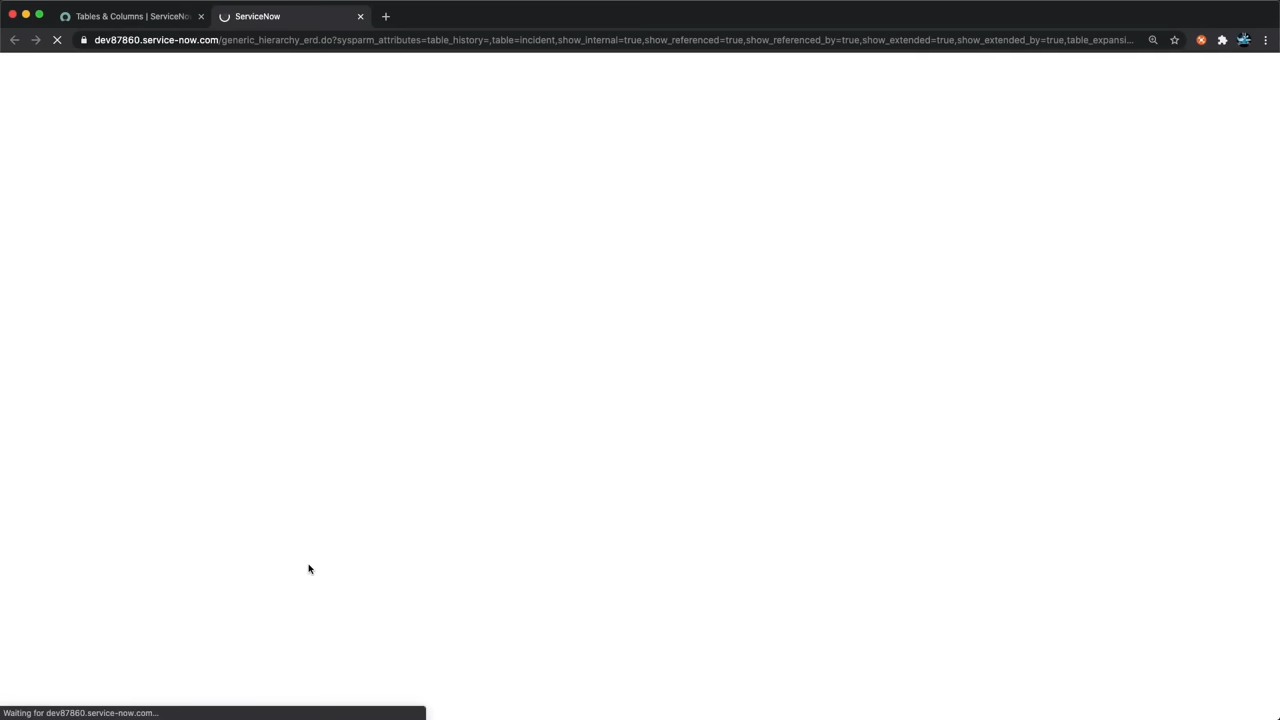 Tables & Columns | ServiceNo
ServiceNow
dev87860.service-now.com/generic_hierarchy_erd.do?sysparm_attributes=table_history=,table=incident,show_internal=true,show_referenced=true,show_referenced_by=true,show_extended=true,show_extended_by=true,table_expansi...
Waiting for dev87860.service-now.com...